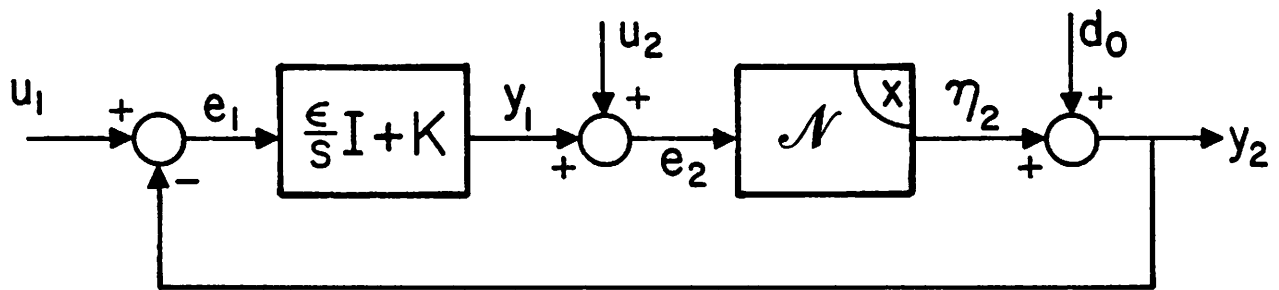 u₁
+
−
e₁
ϵ/s I + K
y₁
u₂
+
+
e₂
𝒩
x
η₂
d₀
+
+
y₂